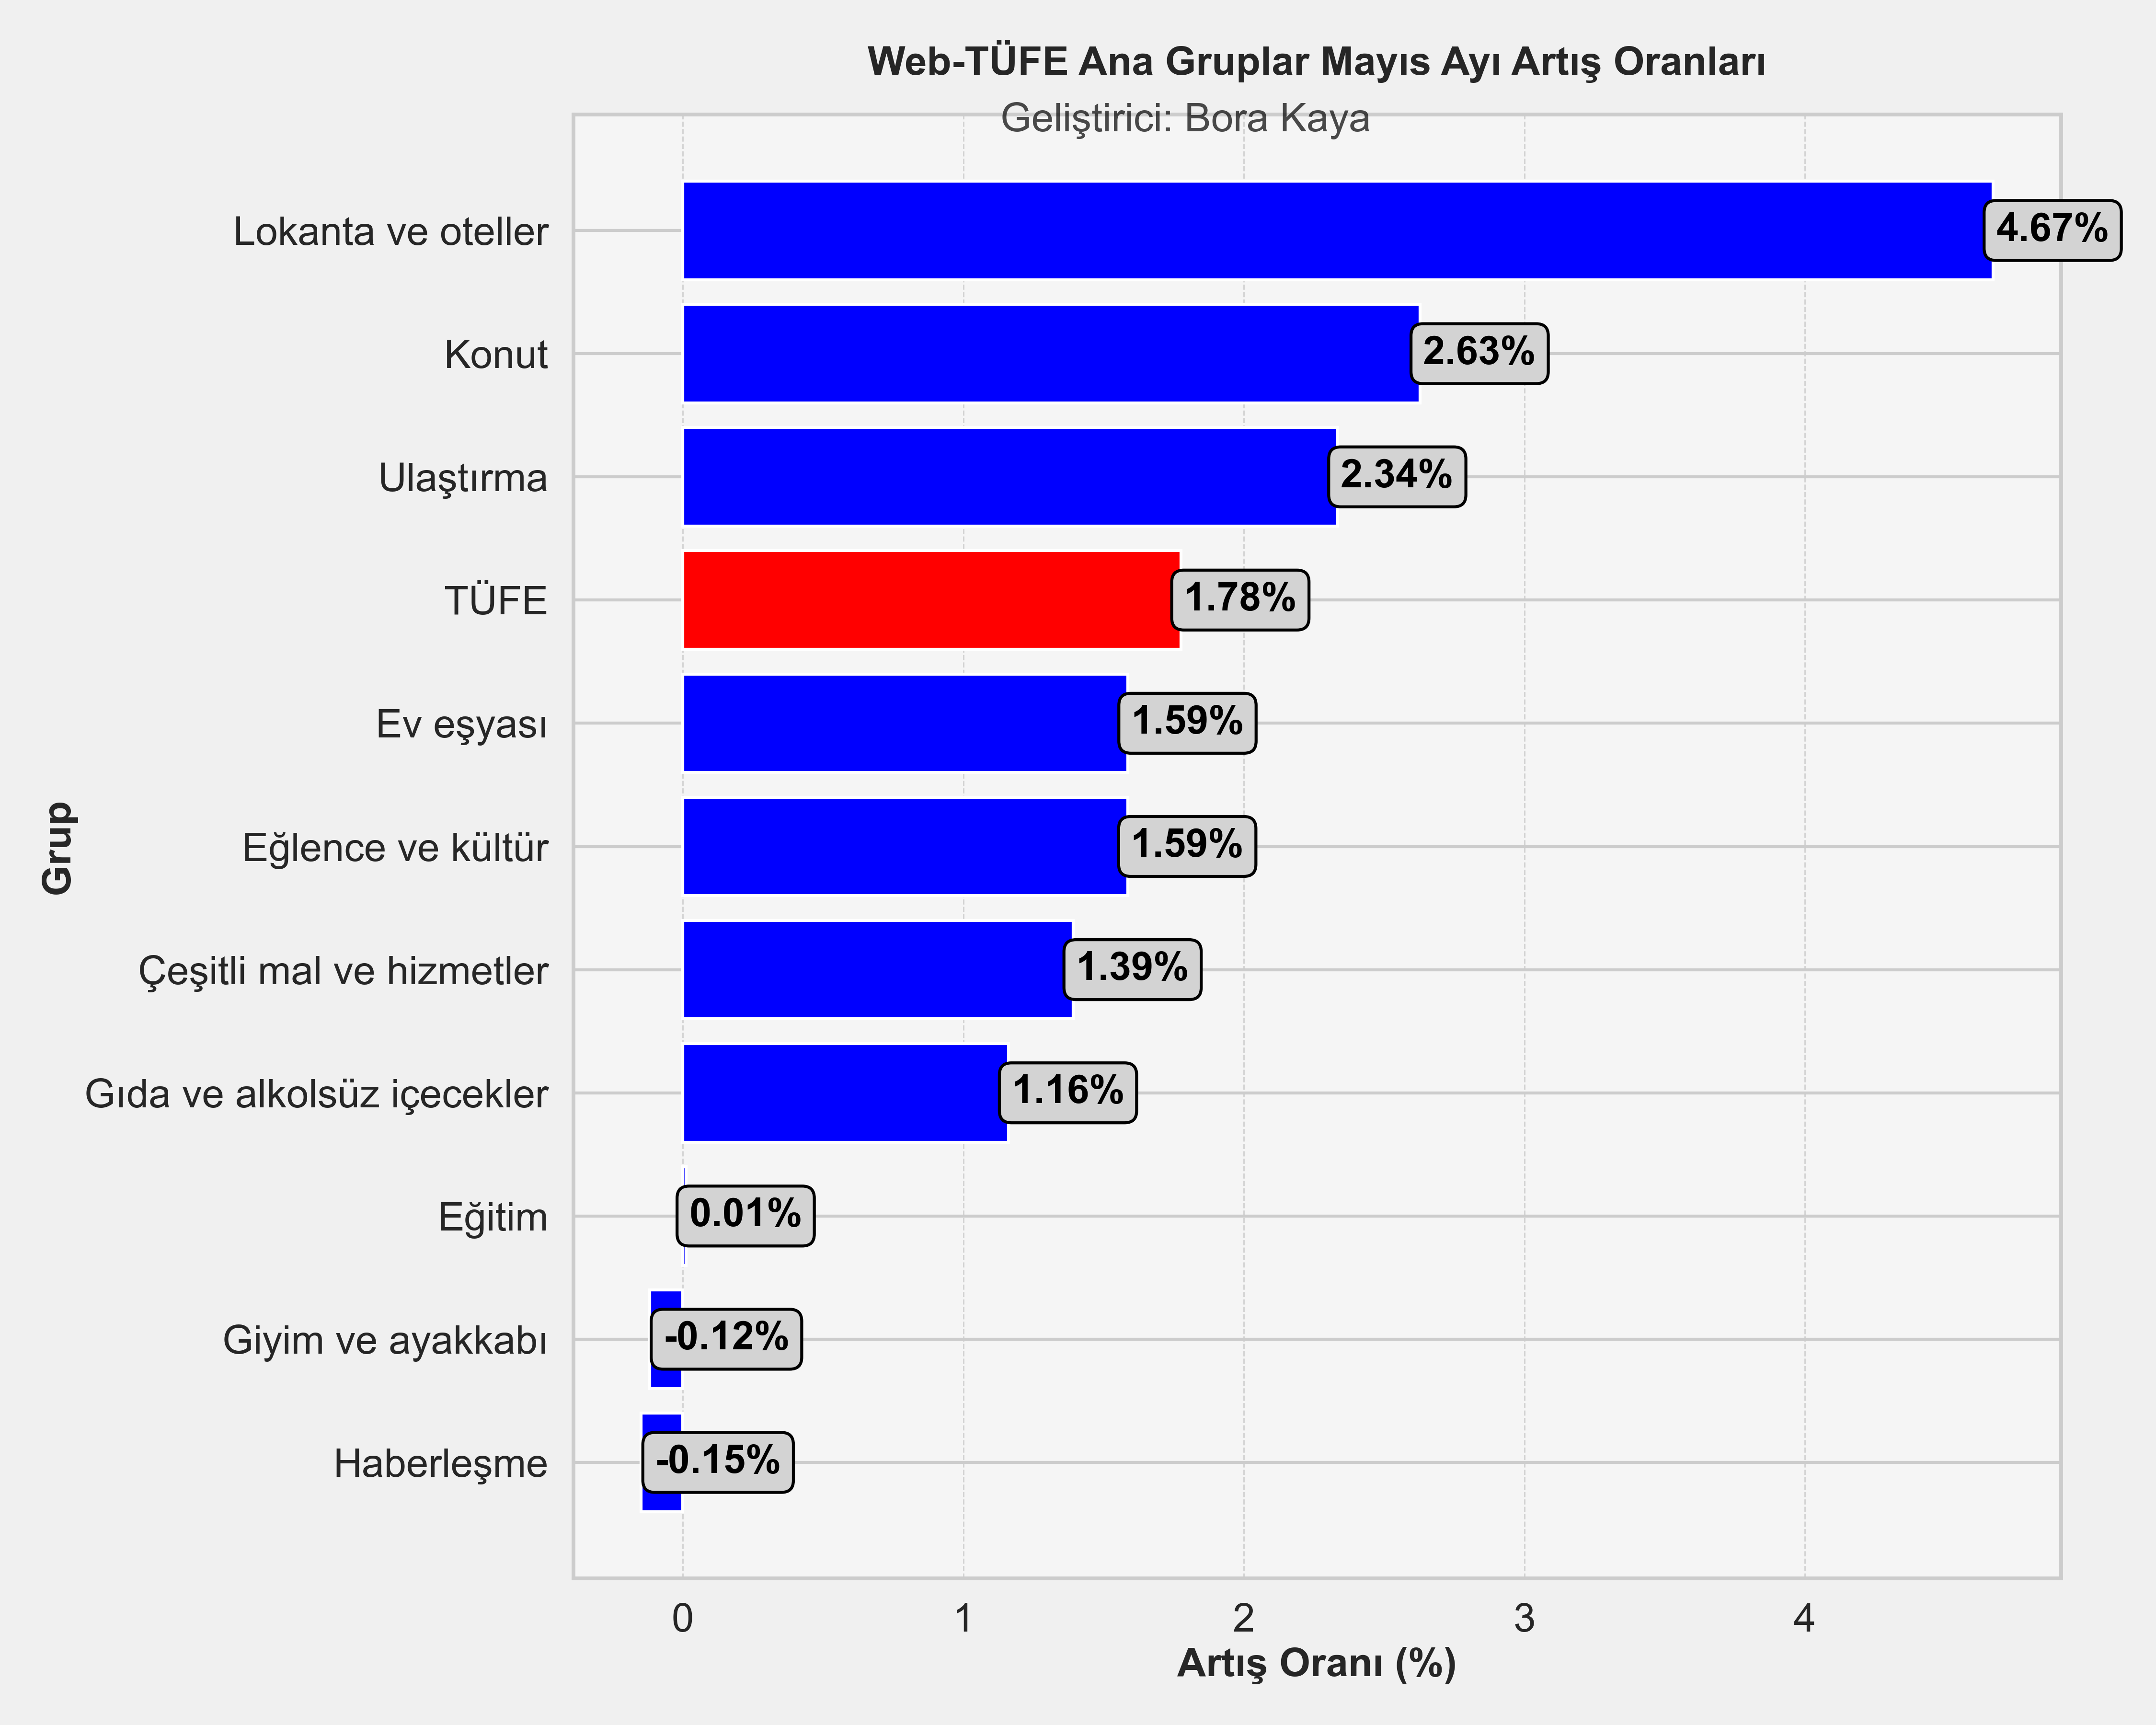 Web-TÜFE Ana Gruplar Mayıs Ayı Artış Oranları
Geliştirici: Bora Kaya
Lokanta ve oteller 4.67%
Konut 2.63%
Ulaştırma 2.34%
TÜFE 1.78%
Ev eşyası 1.59%
Eğlence ve kültür 1.59%
Çeşitli mal ve hizmetler 1.39%
Gıda ve alkolsüz içecekler 1.16%
Eğitim 0.01%
Giyim ve ayakkabı -0.12%
Haberleşme -0.15%
Grup
0 1 2 3 4
Artış Oranı (%)